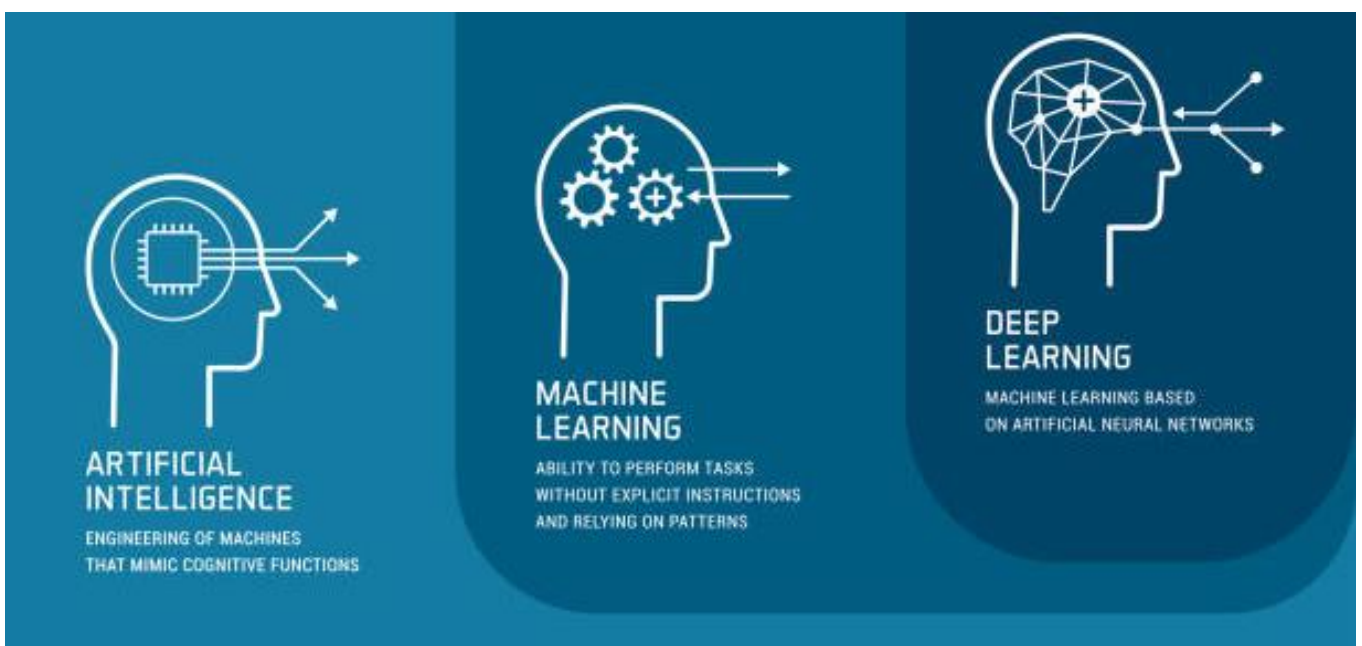 ARTIFICIAL
INTELLIGENCE
ENGINEERING OF MACHINES
THAT MIMIC COGNITIVE FUNCTIONS
MACHINE
LEARNING
ABILITY TO PERFORM TASKS
WITHOUT EXPLICIT INSTRUCTIONS
AND RELYING ON PATTERNS
DEEP
LEARNING
MACHINE LEARNING BASED
ON ARTIFICIAL NEURAL NETWORKS